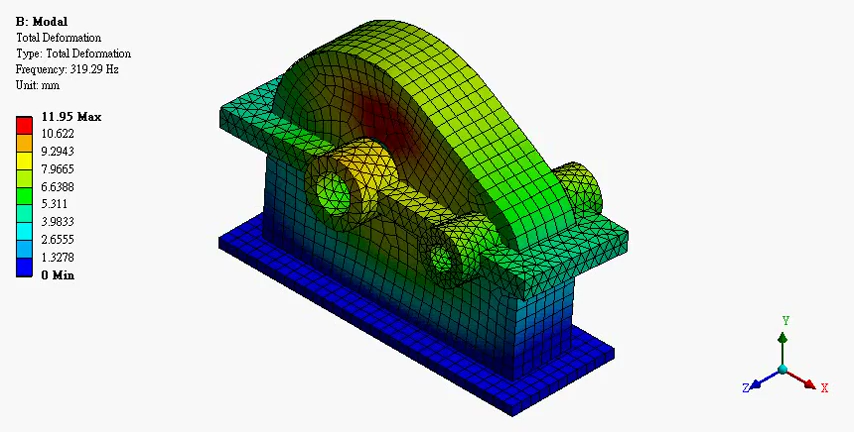 B: Modal
Total Deformation
Type: Total Deformation
Frequency: 319.29 Hz
Unit: mm
11.95 Max
10.622
9.2943
7.9665
6.6388
5.311
3.9833
2.6555
1.3278
0 Min
Y
Z
X